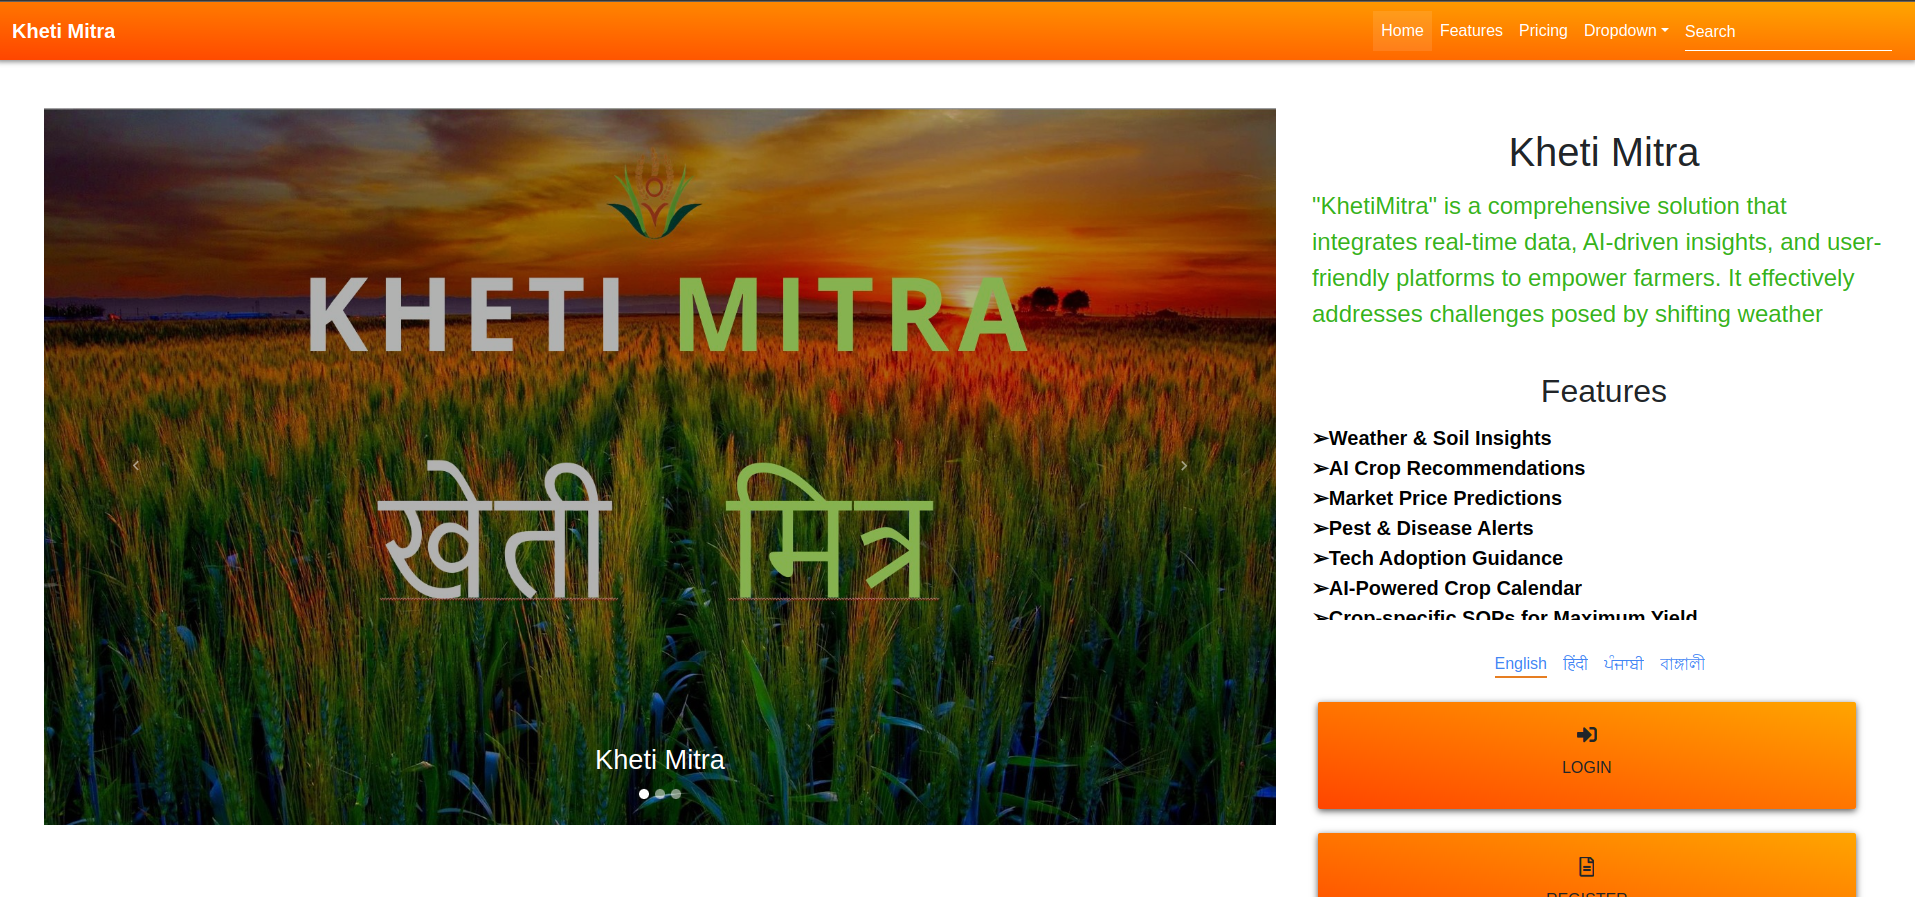 Kheti Mitra
Home Features Pricing Dropdown Search
KHETI MITRA
खेती मित्र
Kheti Mitra
Kheti Mitra
"KhetiMitra" is a comprehensive solution that
integrates real-time data, AI-driven insights, and user-
friendly platforms to empower farmers. It effectively
addresses challenges posed by shifting weather
Features
➢Weather & Soil Insights
➢AI Crop Recommendations
➢Market Price Predictions
➢Pest & Disease Alerts
➢Tech Adoption Guidance
➢AI-Powered Crop Calendar
➢Crop-specific SOPs for Maximum Yield
English हिंदी ਪੰਜਾਬੀ বাঙ্গালী
LOGIN
REGISTER